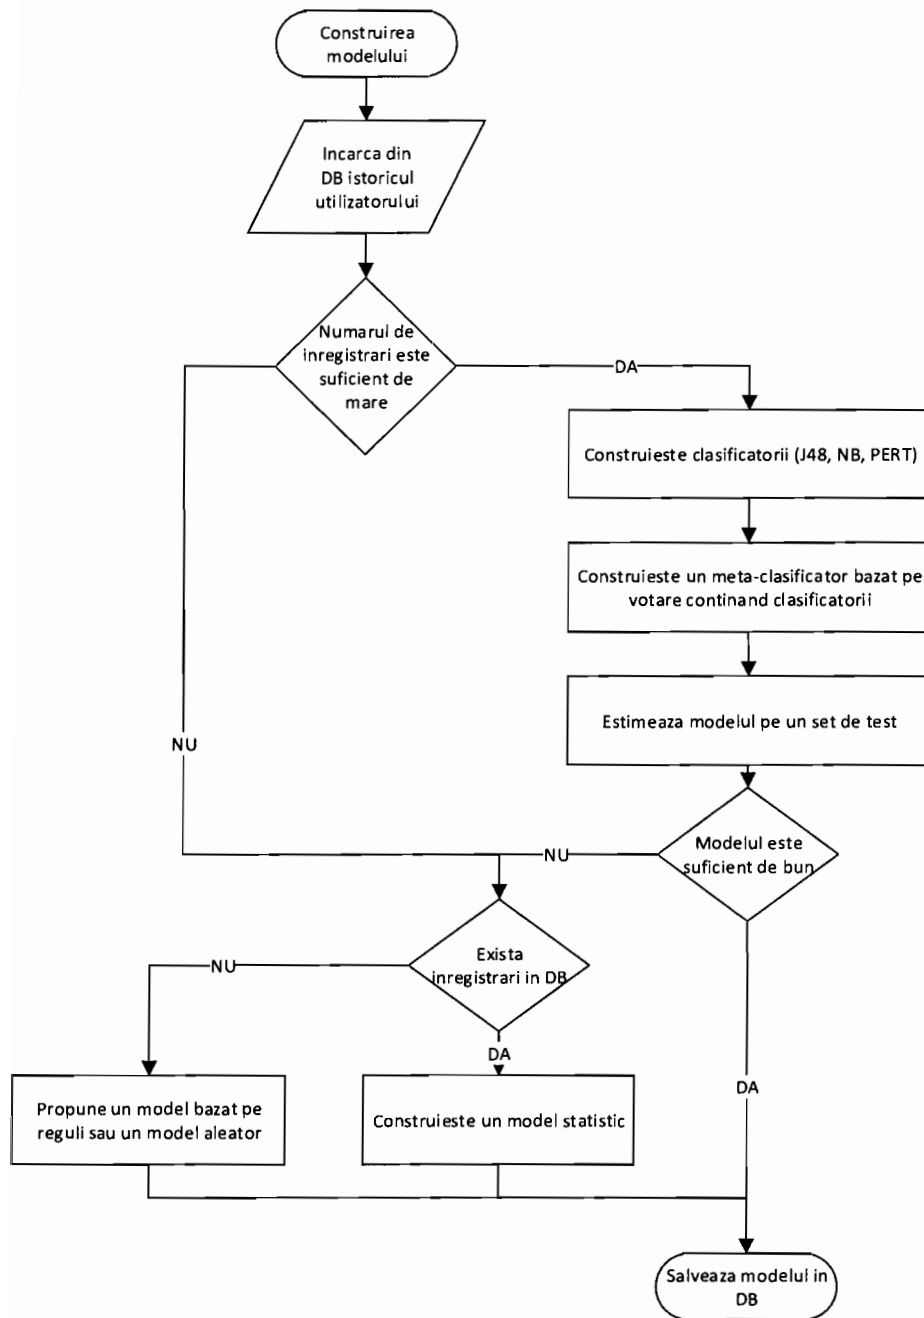 Construirea
modelului
Incarca din
DB istoricul
utilizatorului
Numarul de
inregistrari este
suficient de
mare
DA
Construieste clasificatorii (J48, NB, PERT)
Construieste un meta-clasificator bazat pe
votare continand clasificatorii
Estimeaza modelul pe un set de test
NU
Modelul este
suficient de bun
NU
Exista
inregistrari in DB
NU
DA
DA
Propune un model bazat pe
reguli sau un model aleator
Construieste un model statistic
Salveaza modelul in
DB